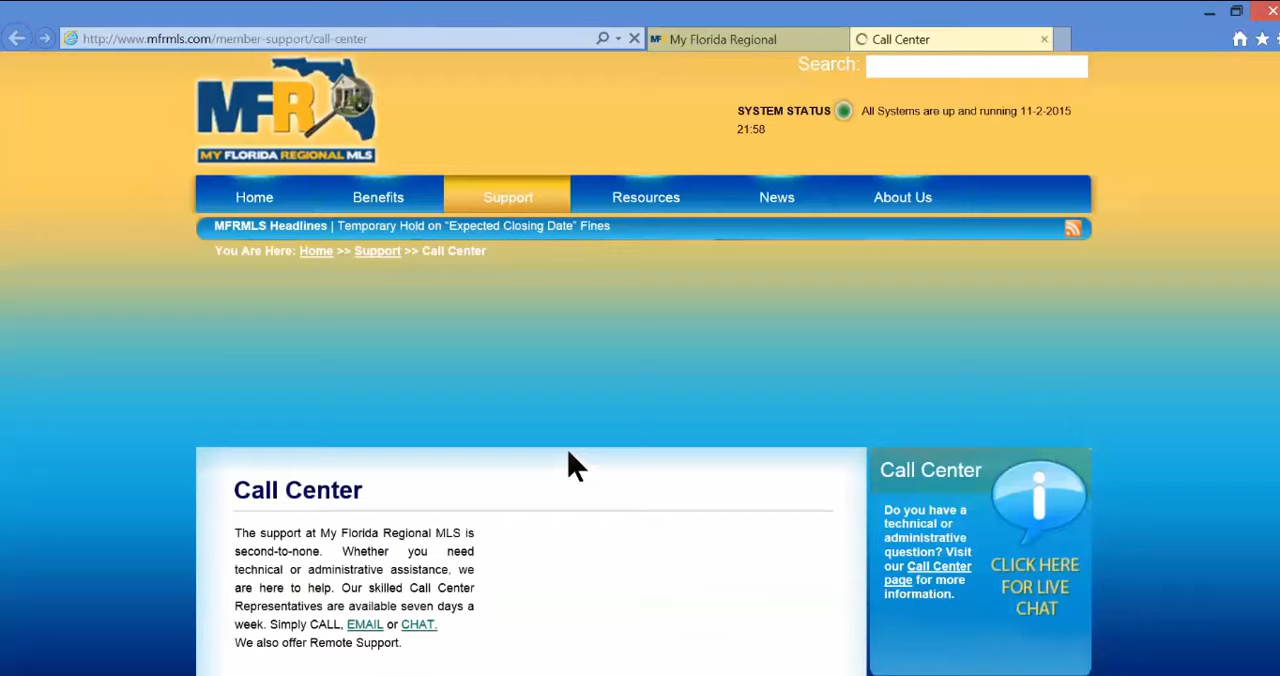 http://www.mfrmls.com/member-support/call-center
My Florida Regional
Call Center
Search:
MFR
MY FLORIDA REGIONAL MLS
SYSTEM STATUS All Systems are up and running 11-2-2015
21:58
Home Benefits Support Resources News About Us
MFRMLS Headlines | Temporary Hold on “Expected Closing Date” Fines
You Are Here: Home >> Support >> Call Center
Call Center
The support at My Florida Regional MLS is
second-to-none. Whether you need
technical or administrative assistance, we
are here to help. Our skilled Call Center
Representatives are available seven days a
week. Simply CALL, EMAIL or CHAT.
We also offer Remote Support.
Call Center
Do you have a
technical or
administrative
question? Visit
our Call Center
page for more
information.
CLICK HERE
FOR LIVE
CHAT